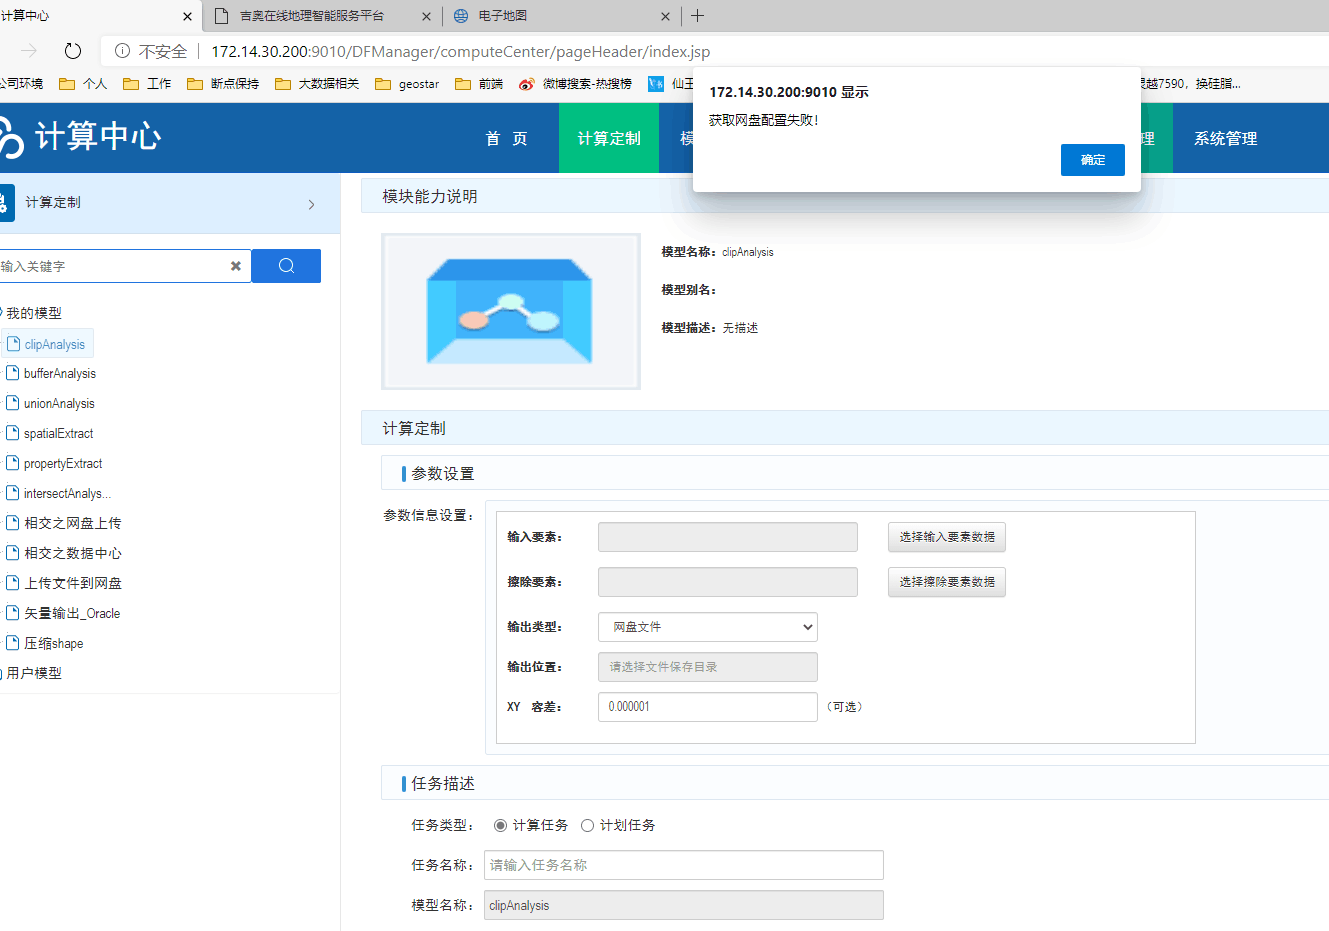 计算中心
吉奥在线地理智能服务平台
电子地图
不安全
172.14.30.200:9010/DFManager/computeCenter/pageHeader/index.jsp
公司环境
个人
工作
断点保持
大数据相关
geostar
前端
微博搜索-热搜榜
仙王
越7590，换硅脂...
172.14.30.200:9010 显示
获取网盘配置失败!
确定
计算中心
首 页
计算定制
模
理
系统管理
计算定制
输入关键字
我的模型
clipAnalysis
bufferAnalysis
unionAnalysis
spatialExtract
propertyExtract
intersectAnalys...
相交之网盘上传
相交之数据中心
上传文件到网盘
矢量输出_Oracle
压缩shape
用户模型
模块能力说明
模型名称：clipAnalysis
模型别名：
模型描述：无描述
计算定制
参数设置
参数信息设置：
输入要素：
选择输入要素数据
擦除要素：
选择擦除要素数据
输出类型：
网盘文件
输出位置：
请选择文件保存目录
XY 容差：
0.000001
（可选）
任务描述
任务类型：
计算任务
计划任务
任务名称：
请输入任务名称
模型名称：
clipAnalysis